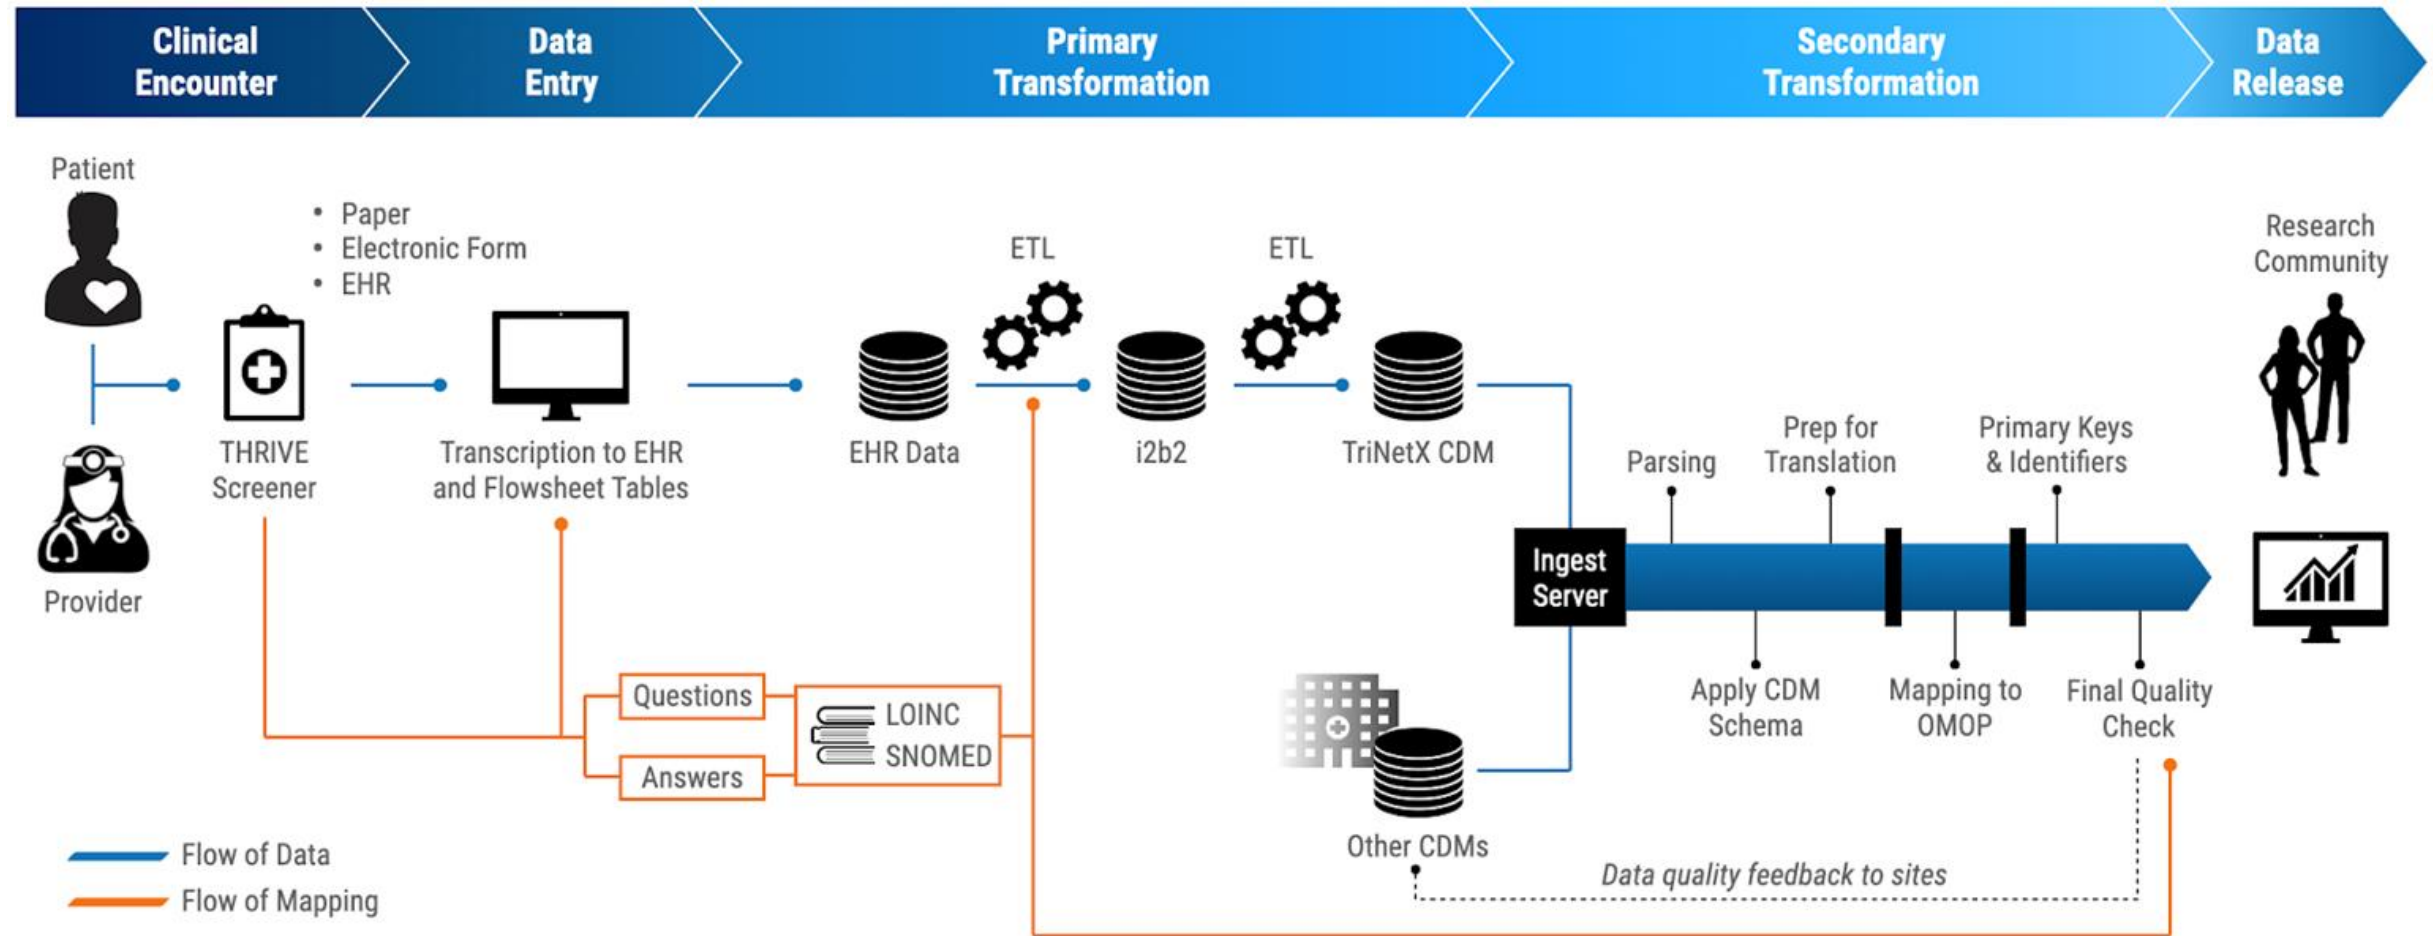 Clinical
Encounter
Data
Entry
Primary
Transformation
Secondary
Transformation
Data
Release
Patient
• Paper
• Electronic Form
• EHR
THRIVE
Screener
Provider
Transcription to EHR
and Flowsheet Tables
EHR Data
ETL
i2b2
ETL
TriNetX CDM
Questions
Answers
LOINC
SNOMED
Ingest
Server
Parsing
Prep for
Translation
Primary Keys
& Identifiers
Apply CDM
Schema
Mapping to
OMOP
Final Quality
Check
Research
Community
Other CDMs
Data quality feedback to sites
Flow of Data
Flow of Mapping